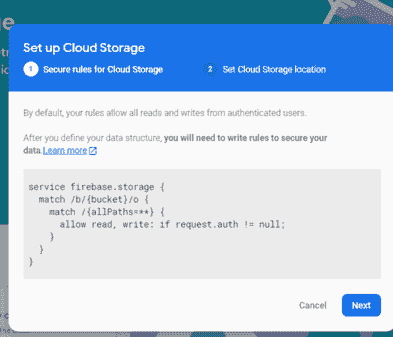 Set up Cloud Storage
1 Secure rules for Cloud Storage 2 Set Cloud Storage location
By default, your rules allow all reads and writes from authenticated users.
After you define your data structure, you will need to write rules to secure your
data. Learn more
service firebase.storage {
match /b/{bucket}/o {
match /{allPaths=**} {
allow read, write: if request.auth != null;
}
}
}
Cancel Next